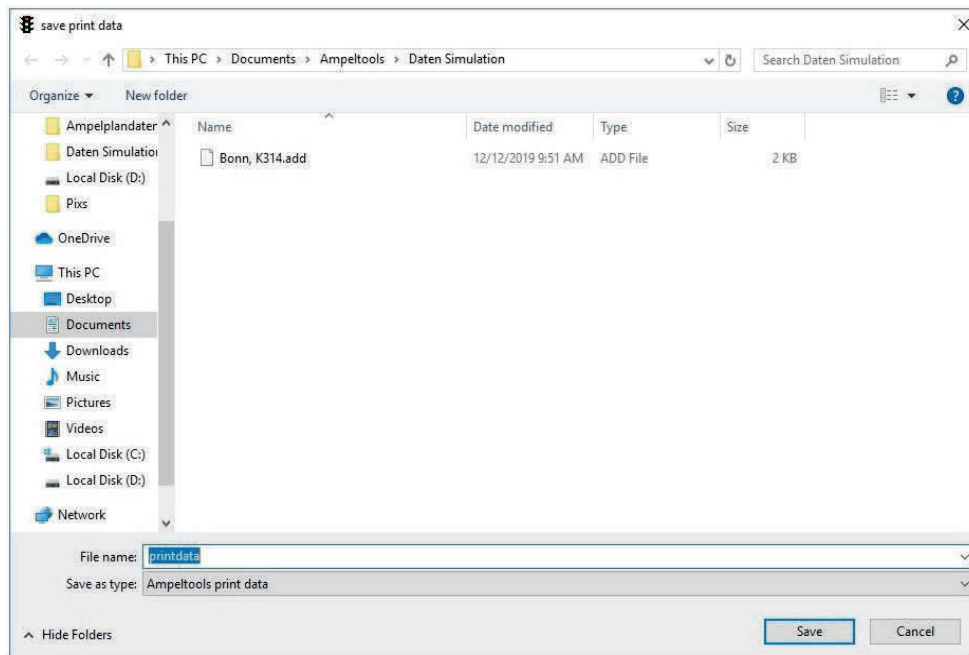 save print data
This PC › Documents › Ampeltools › Daten Simulation
Search Daten Simulation
Organize
New folder
Name
Date modified
Type
Size
Ampelplandaten
Daten Simulation
Local Disk (D:)
Pixs
OneDrive
This PC
Desktop
Documents
Downloads
Music
Pictures
Videos
Local Disk (C:)
Local Disk (D:)
Network
Bonn, K314.add
12/12/2019 9:51 AM
ADD File
2 KB
File name: printdata
Save as type: Ampeltools print data
Hide Folders
Save
Cancel